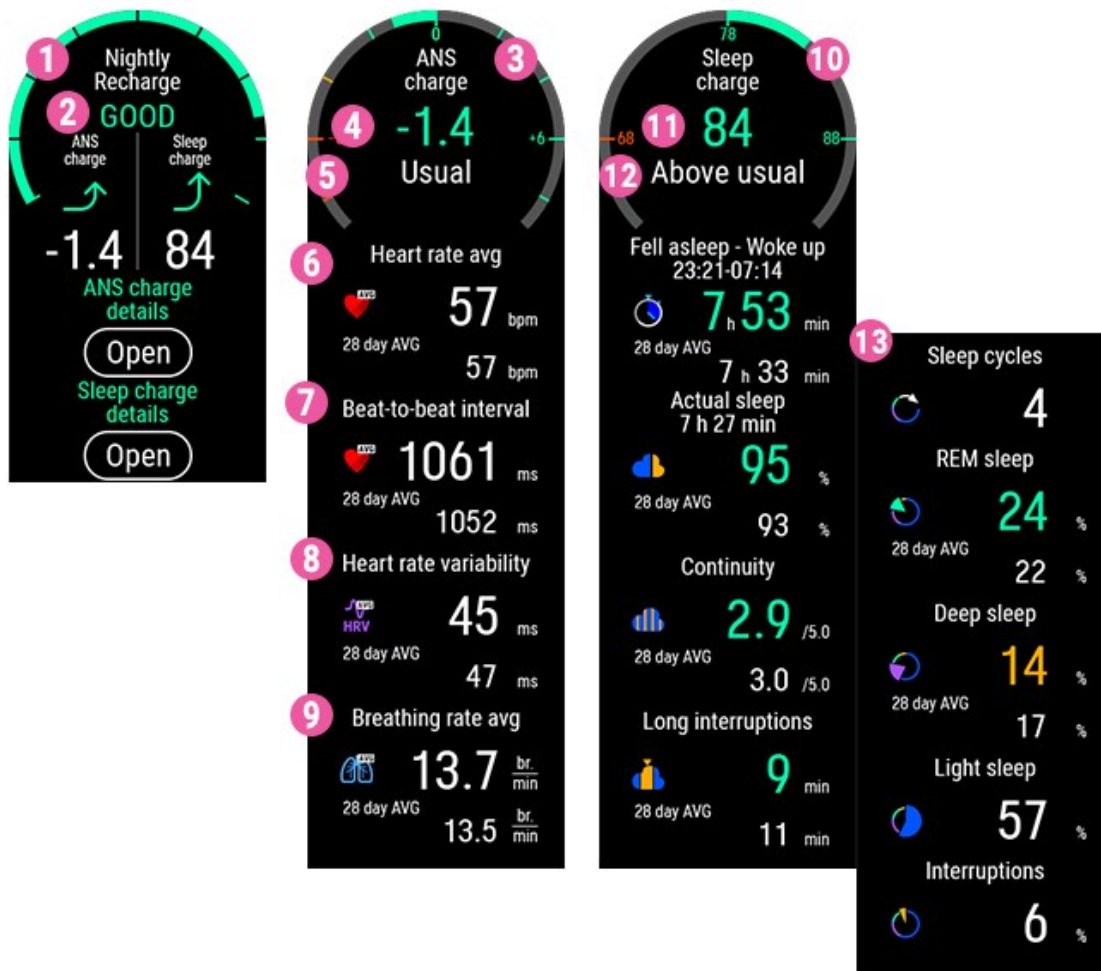 1
Nightly
Recharge
2
GOOD
ANS
charge
Sleep
charge
-1.4
84
ANS charge
details
Open
Sleep charge
details
Open
0
3
ANS
charge
4
-1.4
+6
5
Usual
6
Heart rate avg
AVG
57 bpm
28 day AVG
57 bpm
7
Beat-to-beat interval
AVG
1061 ms
28 day AVG
1052 ms
8
Heart rate variability
AVG
HRV
45 ms
28 day AVG
47 ms
9
Breathing rate avg
AVG
13.7 br.
min
28 day AVG
13.5 br.
min
78
10
Sleep
charge
68
11
84
88
12
Above usual
Fell asleep - Woke up
23:21-07:14
7 h 53 min
28 day AVG
7 h 33 min
Actual sleep
7 h 27 min
95 %
28 day AVG
93 %
Continuity
2.9 /5.0
28 day AVG
3.0 /5.0
Long interruptions
9 min
28 day AVG
11 min
13
Sleep cycles
4
REM sleep
24 %
28 day AVG
22 %
Deep sleep
14 %
28 day AVG
17 %
Light sleep
57 %
Interruptions
6 %